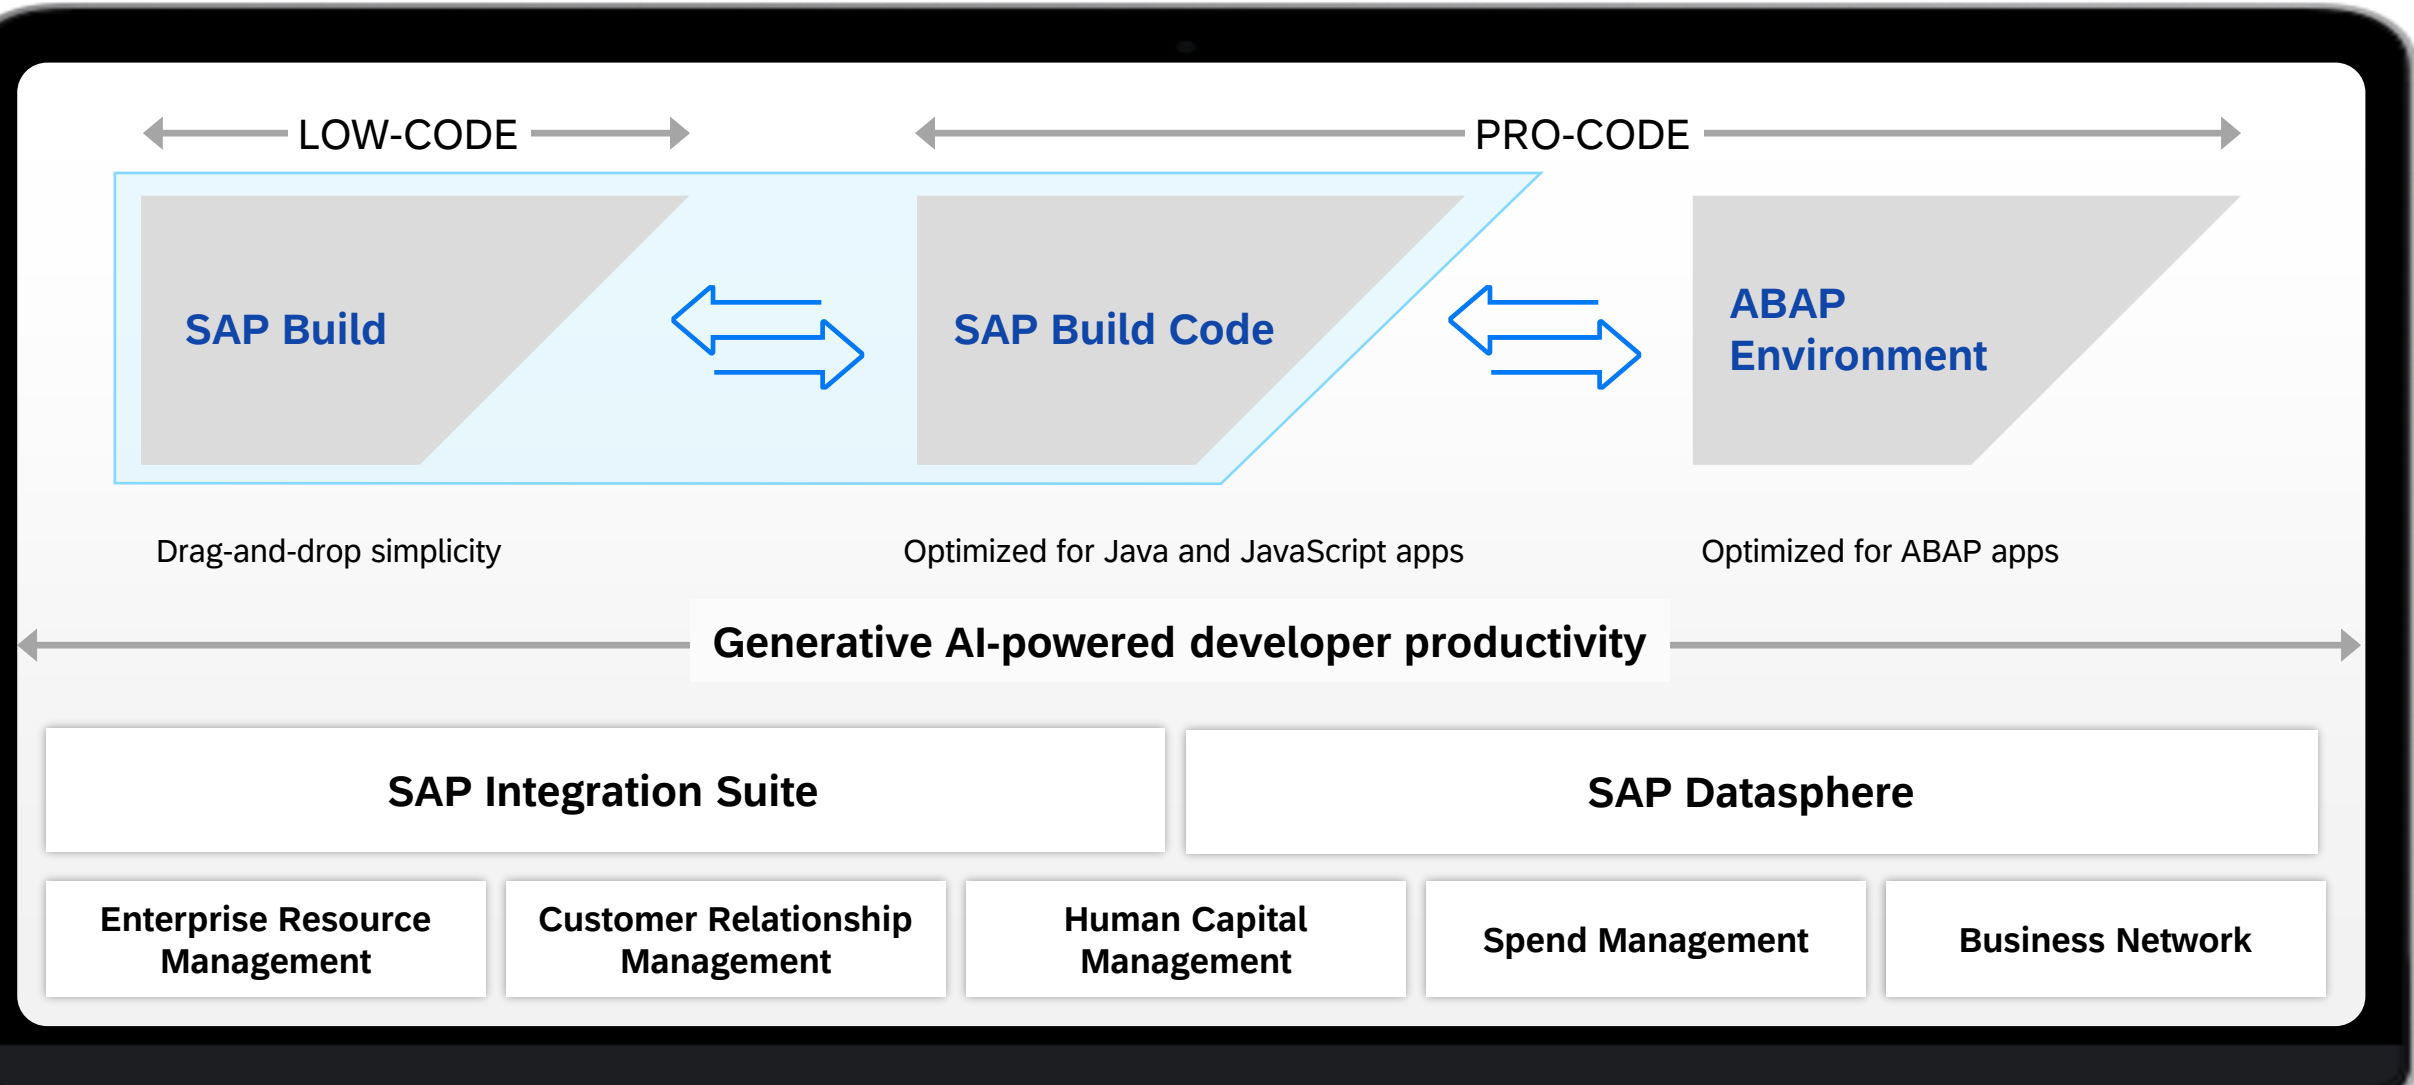 LOW-CODE
PRO-CODE
SAP Build
SAP Build Code
ABAP
Environment
Drag-and-drop simplicity
Optimized for Java and JavaScript apps
Optimized for ABAP apps
Generative AI-powered developer productivity
SAP Integration Suite
SAP Datasphere
Enterprise Resource
Management
Customer Relationship
Management
Human Capital
Management
Spend Management
Business Network